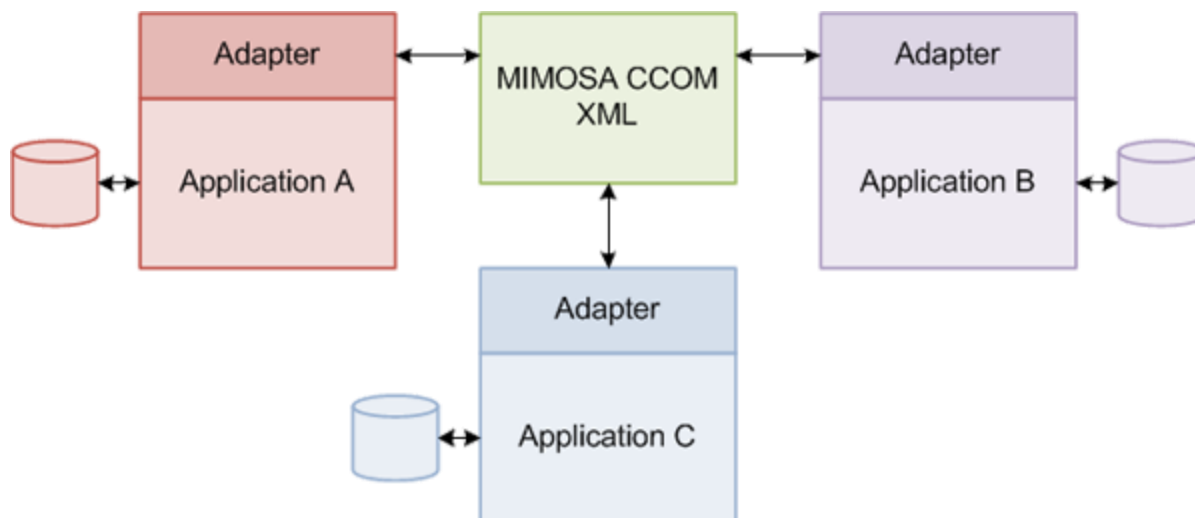 Adapter
MIMOSA CCOM
XML
Adapter
Application A
Application B
Adapter
Application C